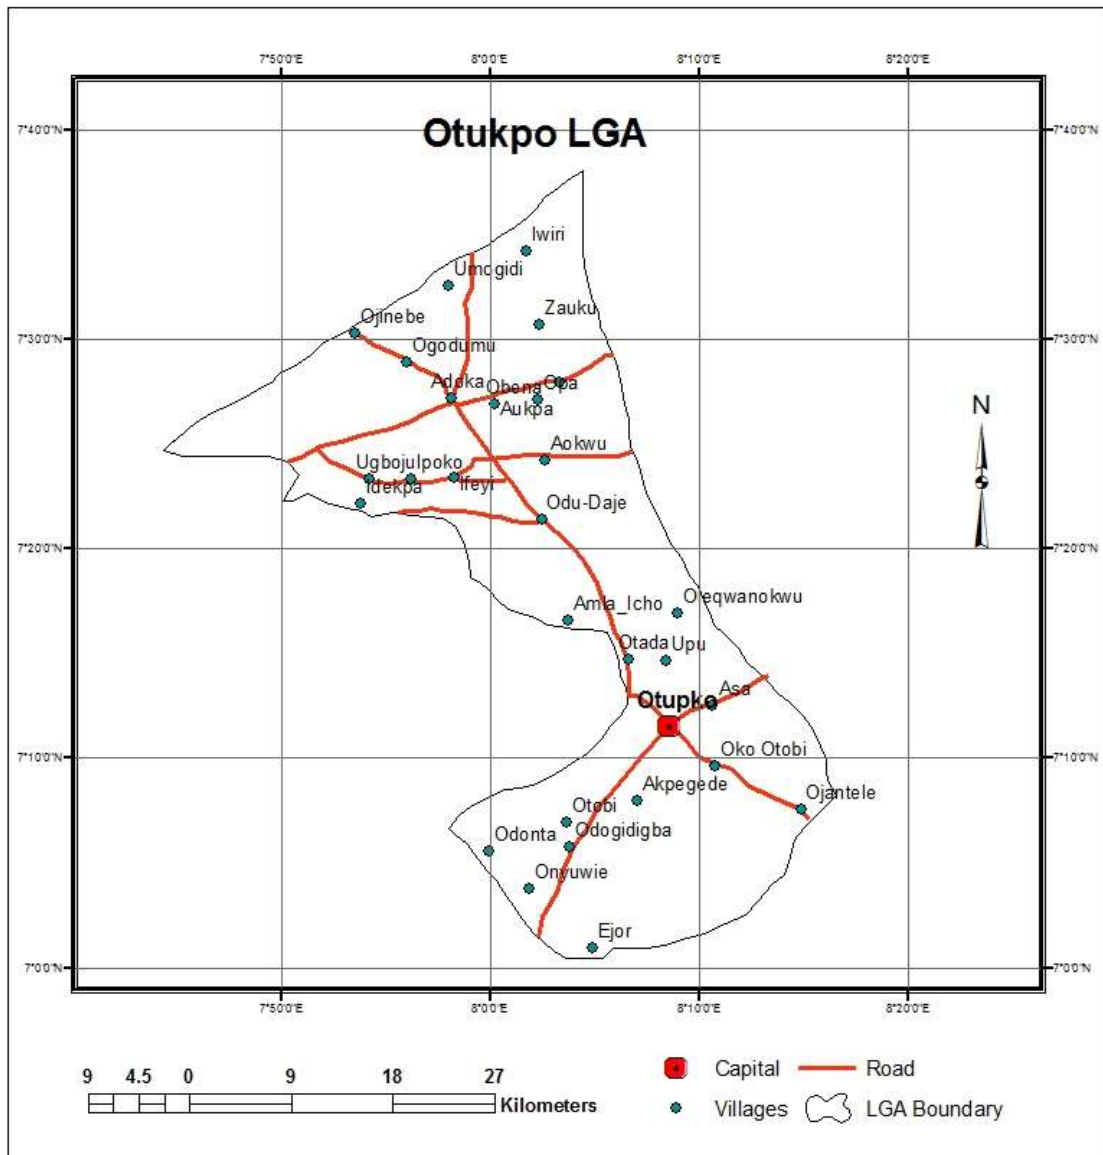 7°50'0"E 8°0'0"E 8°10'0"E 8°20'0"E
Otukpo LGA
7°40'0"N 7°40'0"N
Iwiri
Umogidi
Zauku
Ojinebe
7°30'0"N 7°30'0"N
Ogodumu
Adoka Obena Opa
Aukpa
Aokwu
Ugbojulpoko
Idekpa Ifeyi
Odu-Daje
7°20'0"N 7°20'0"N
Amla_Icho Oleqwanokwu
Otada Upu
Otupko Asa
7°10'0"N 7°10'0"N
Oko Otobi
Akpegede Ojantele
Otobi
Odonta Odogidigba
Onyuwie
Ejor
7°0'0"N 7°0'0"N
7°50'0"E 8°0'0"E 8°10'0"E 8°20'0"E
N
9 4.5 0 9 18 27
Kilometers
Capital Road
Villages LGA Boundary